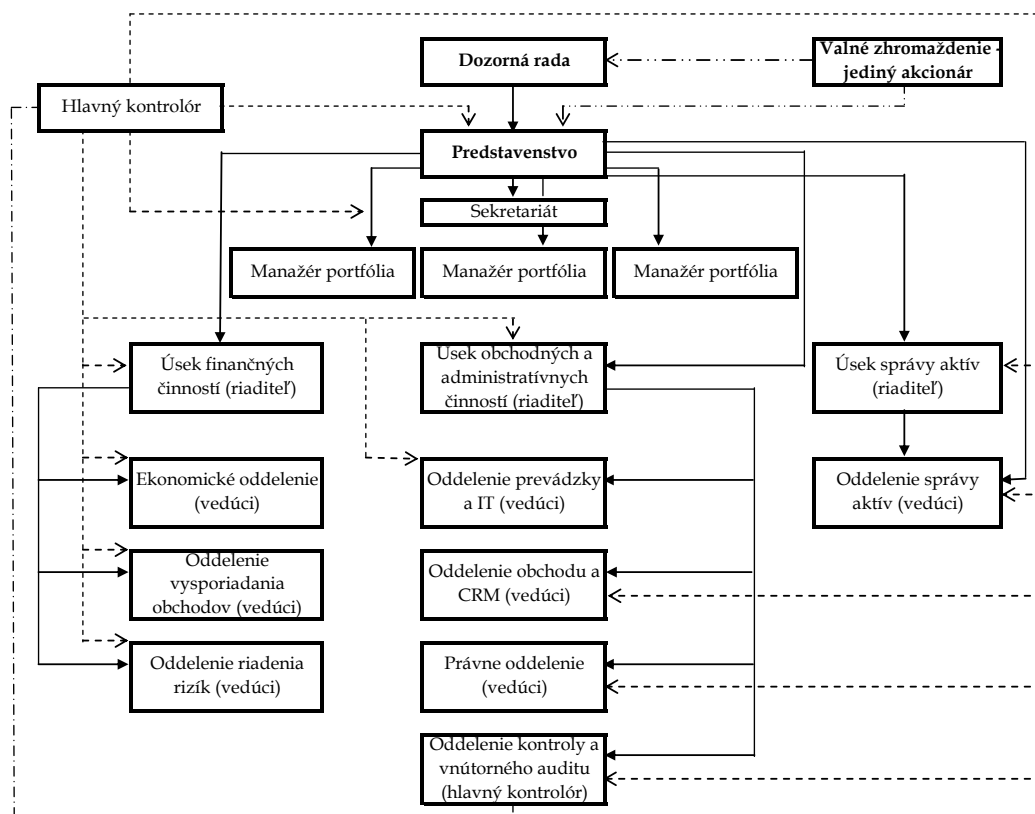 Dozorná rada
Valné zhromaždenie -
jediný akcionár
Hlavný kontrolór
Predstavenstvo
Sekretariát
Manažér portfólia
Manažér portfólia
Manažér portfólia
Úsek finančných
činností (riaditeľ)
Úsek obchodných a
administratívnych
činností (riaditeľ)
Úsek správy aktív
(riaditeľ)
Ekonomické oddelenie
(vedúci)
Oddelenie prevádzky
a IT (vedúci)
Oddelenie správy
aktív (vedúci)
Oddelenie
vysporiadania
obchodov (vedúci)
Oddelenie obchodu a
CRM (vedúci)
Oddelenie riadenia
rizík (vedúci)
Právne oddelenie
(vedúci)
Oddelenie kontroly a
vnútorného auditu
(hlavný kontrolór)